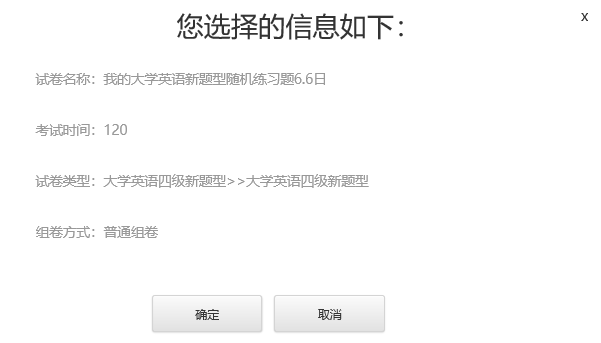 您选择的信息如下：
x
试卷名称：我的大学英语新题型随机练习题6.6日
考试时间：120
试卷类型：大学英语四级新题型>>大学英语四级新题型
组卷方式：普通组卷
确定 取消